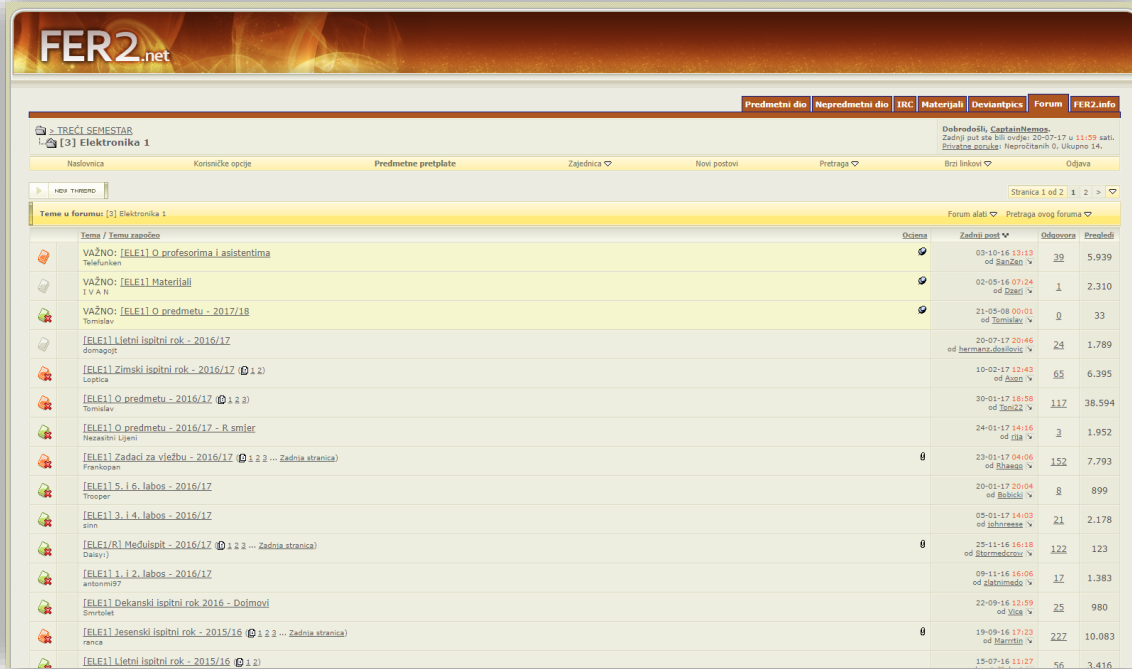 FER2.net
Predmetni dio Nepredmetni dio IRC Materijali Deviantpics Forum FER2.info
> TREĆI SEMESTAR
[3] Elektronika 1
Dobrodošli, CaptainNemos.
Zadnji put ste bili ovdje: 20-07-17 u 11:59 sati.
Privatne poruke: Nepročitanih 0, Ukupno 14.
Naslovnica Korisničke opcije Predmetne pretplate Zajednica Novi postovi Pretraga Brzi linkovi Odjava
NEW THREAD
Stranica 1 od 2 1 2 >
Teme u forumu: [3] Elektronika 1
Forum alati Pretraga ovog foruma
Tema / Temu započeo Ocjena Zadnji post Odgovora Pregledi
VAŽNO: [ELE1] O profesorima i asistentima 03-10-16 13:13 39 5.939
Telefunken od SanZen
VAŽNO: [ELE1] Materijali 02-05-16 07:24 1 2.310
I V A N od Dzeri
VAŽNO: [ELE1] O predmetu - 2017/18 21-05-08 00:01 0 33
Tomislav od Tomislav
[ELE1] Ljetni ispitni rok - 2016/17 20-07-17 20:46 24 1.789
domagojt od hermanz.dosilovic
[ELE1] Zimski ispitni rok - 2016/17 (1 2) 10-02-17 12:43 65 6.395
Loptica od Axon
[ELE1] O predmetu - 2016/17 (1 2 3) 30-01-17 18:58 117 38.594
Tomislav od Toni22
[ELE1] O predmetu - 2016/17 - R smjer 24-01-17 14:16 3 1.952
Nezasitni Lijeni od rija
[ELE1] Zadaci za vježbu - 2016/17 (1 2 3 ... Zadnja stranica) 23-01-17 04:06 152 7.793
Frankopan od Rhaego
[ELE1] 5. i 6. labos - 2016/17 20-01-17 20:04 8 899
Trooper od Bobicki
[ELE1] 3. i 4. labos - 2016/17 05-01-17 14:03 21 2.178
sinn od johnreese
[ELE1/R] Međuispit - 2016/17 (1 2 3 ... Zadnja stranica) 25-11-16 16:18 122 123
Daisy:) od Stormedcrow
[ELE1] 1. i 2. labos - 2016/17 09-11-16 16:06 17 1.383
antonmi97 od zlatnimedo
[ELE1] Dekanski ispitni rok 2016 - Dojmovi 22-09-16 12:59 25 980
Smrtolet od Vice
[ELE1] Jesenski ispitni rok - 2015/16 (1 2 3 ... Zadnja stranica) 19-09-16 17:23 227 10.083
ranca od Marrrtin
[ELE1] Ljetni ispitni rok - 2015/16 (1 2) 15-07-16 11:27 56 3.416